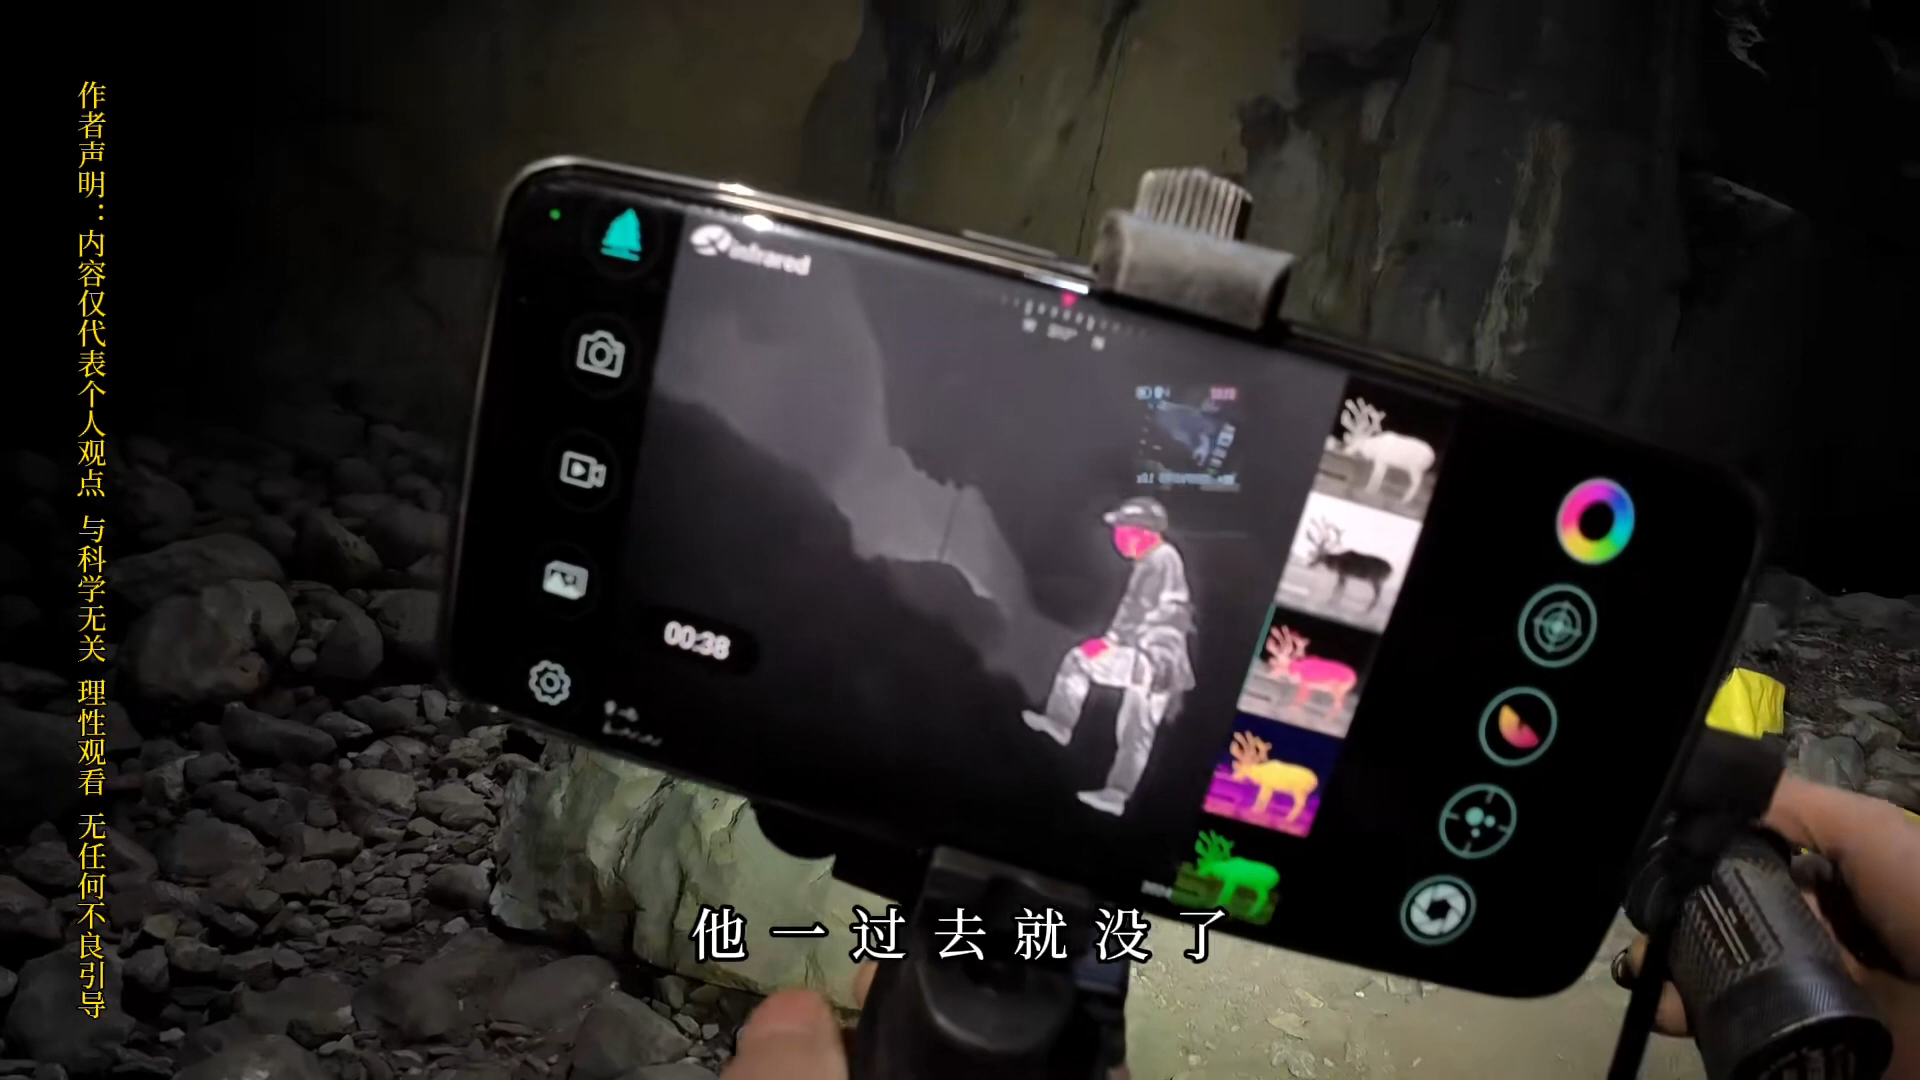 作者声明：内容仅代表个人观点 与科学无关 理性观看 无任何不良引导
infrared
00:38
他一过去就没了